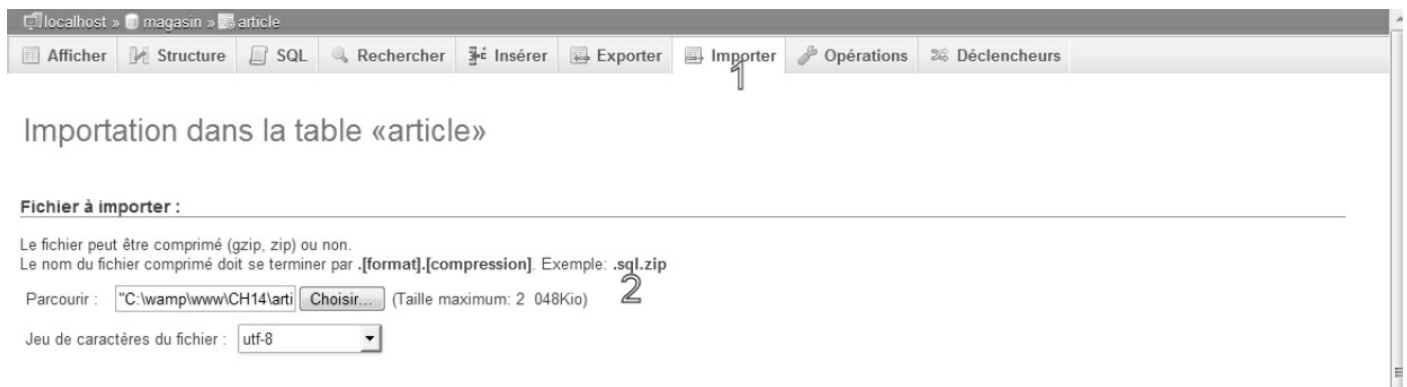 localhost » magasin » article
Afficher Structure SQL Rechercher Insérer Exporter Importer Opérations Déclencheurs
1
Importation dans la table «article»
Fichier à importer :
Le fichier peut être comprimé (gzip, zip) ou non.
Le nom du fichier comprimé doit se terminer par .[format].[compression]. Exemple: .sql.zip
2
Parcourir : "C:\wamp\www\CH14\arti Choisir... (Taille maximum: 2 048Kio)
Jeu de caractères du fichier : utf-8